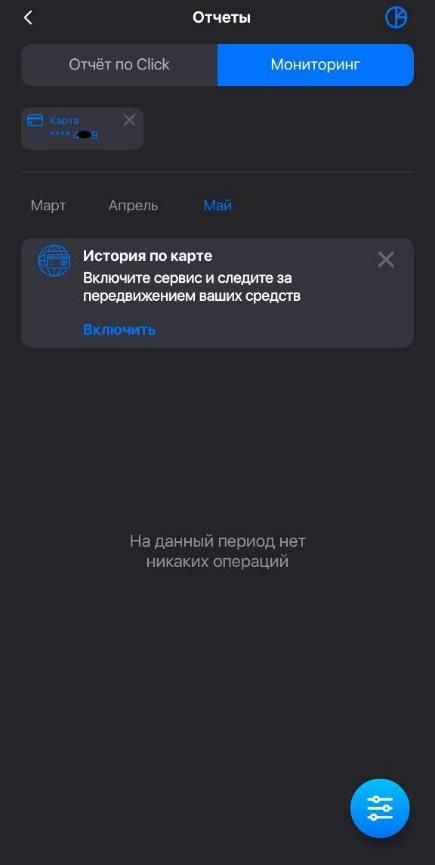 Отчеты
Отчёт по Click
Мониторинг
Карта
Март
Апрель
Май
История по карте
Включите сервис и следите за
передвижением ваших средств
Включить
На данный период нет
никаких операций